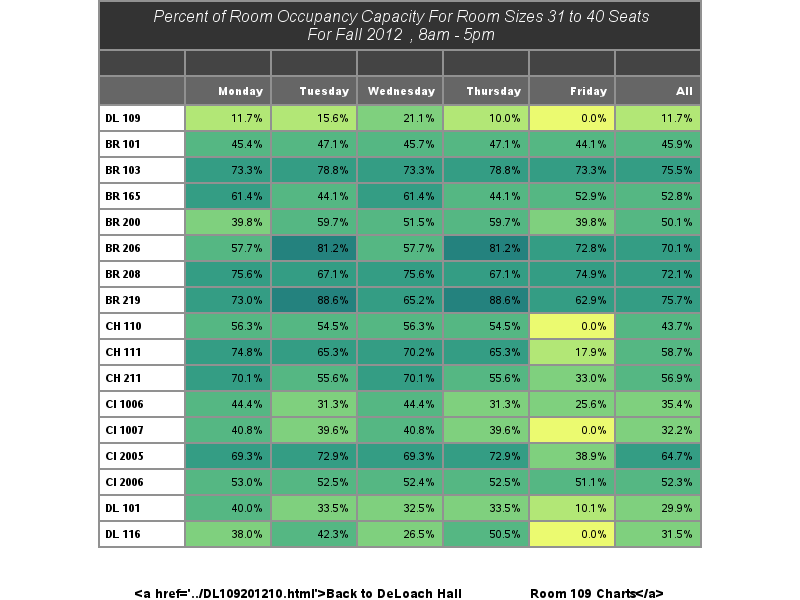 Percent of Room Occupancy Capacity For Room Sizes 31 to 40 Seats
For Fall 2012 , 8am - 5pm
Monday Tuesday Wednesday Thursday Friday All
DL 109 11.7% 15.6% 21.1% 10.0% 0.0% 11.7%
BR 101 45.4% 47.1% 45.7% 47.1% 44.1% 45.9%
BR 103 73.3% 78.8% 73.3% 78.8% 73.3% 75.5%
BR 165 61.4% 44.1% 61.4% 44.1% 52.9% 52.8%
BR 200 39.8% 59.7% 51.5% 59.7% 39.8% 50.1%
BR 206 57.7% 81.2% 57.7% 81.2% 72.8% 70.1%
BR 208 75.6% 67.1% 75.6% 67.1% 74.9% 72.1%
BR 219 73.0% 88.6% 65.2% 88.6% 62.9% 75.7%
CH 110 56.3% 54.5% 56.3% 54.5% 0.0% 43.7%
CH 111 74.8% 65.3% 70.2% 65.3% 17.9% 58.7%
CH 211 70.1% 55.6% 70.1% 55.6% 33.0% 56.9%
CI 1006 44.4% 31.3% 44.4% 31.3% 25.6% 35.4%
CI 1007 40.8% 39.6% 40.8% 39.6% 0.0% 32.2%
CI 2005 69.3% 72.9% 69.3% 72.9% 38.9% 64.7%
CI 2006 53.0% 52.5% 52.4% 52.5% 51.1% 52.3%
DL 101 40.0% 33.5% 32.5% 33.5% 10.1% 29.9%
DL 116 38.0% 42.3% 26.5% 50.5% 0.0% 31.5%
<a href='../DL109201210.html'>Back to DeLoach Hall Room 109 Charts</a>